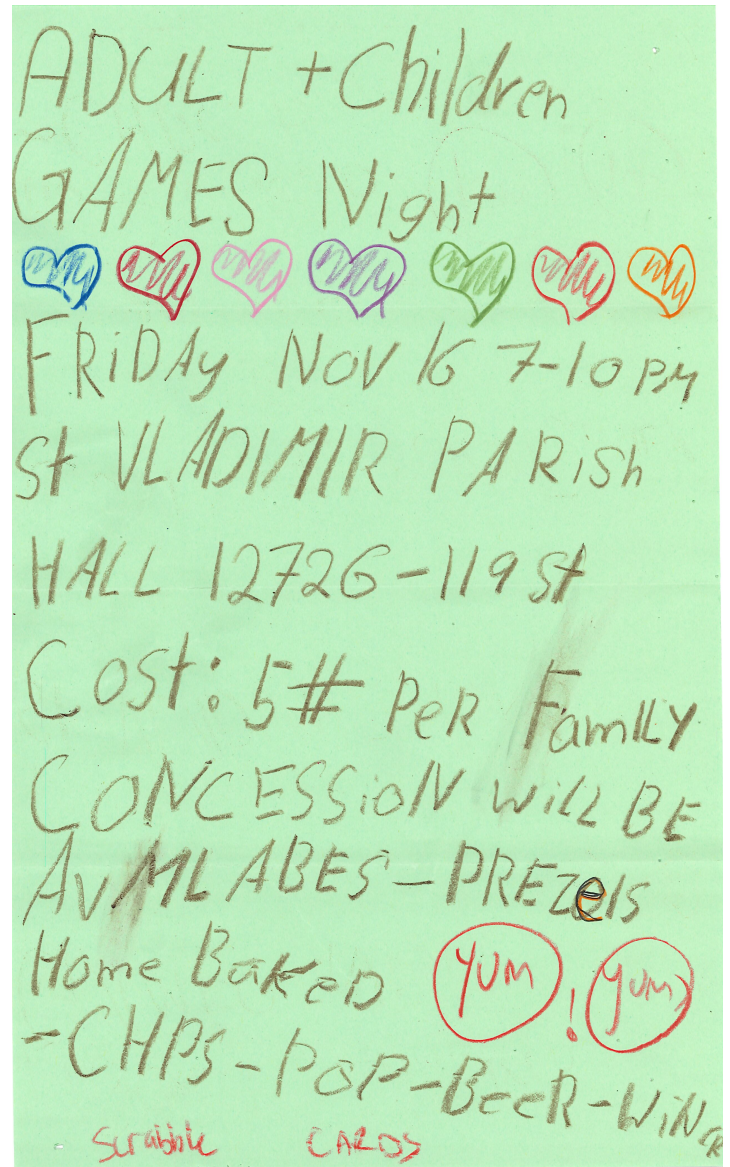 ADULT + Children
GAMES Night
FRiDAy NOV 16 7-10 PM
St VLADIMIR PARish
HALL 12726-119 St
Cost: 5# PeR FamILY
CONCESSioN WiLL BE
AVAILABES - PREZels
Home BakeD YUM ! yum
-CHPS-PoP-BeeR-WiNe
Scrabble CARDS